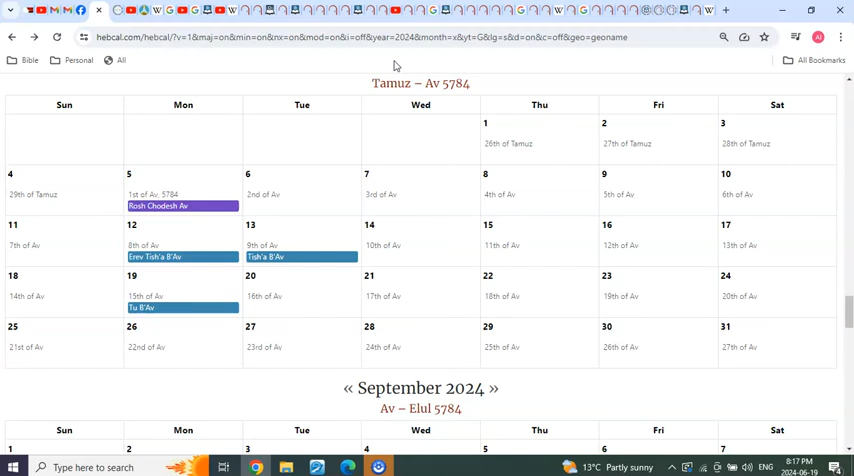 hebcal.com/hebcal/?v=1&maj=on&min=on&nx=on&mod=on&i=off&year=2024&month=x&yt=G&lg=s&d=on&c=off&geo=geoname
Bible Personal All All Bookmarks
Tamuz – Av 5784
Sun Mon Tue Wed Thu Fri Sat
1 2 3
26th of Tamuz 27th of Tamuz 28th of Tamuz
4 5 6 7 8 9 10
29th of Tamuz 1st of Av, 5784 2nd of Av 3rd of Av 4th of Av 5th of Av 6th of Av
Rosh Chodesh Av
11 12 13 14 15 16 17
7th of Av 8th of Av 9th of Av 10th of Av 11th of Av 12th of Av 13th of Av
Erev Tish'a B'Av Tish'a B'Av
18 19 20 21 22 23 24
14th of Av 15th of Av 16th of Av 17th of Av 18th of Av 19th of Av 20th of Av
Tu B'Av
25 26 27 28 29 30 31
21st of Av 22nd of Av 23rd of Av 24th of Av 25th of Av 26th of Av 27th of Av
« September 2024 »
Av – Elul 5784
Sun Mon Tue Wed Thu Fri Sat
1 2 3 4 5 6 7
Type here to search 13°C Partly sunny ENG 8:17 PM
2024-06-19